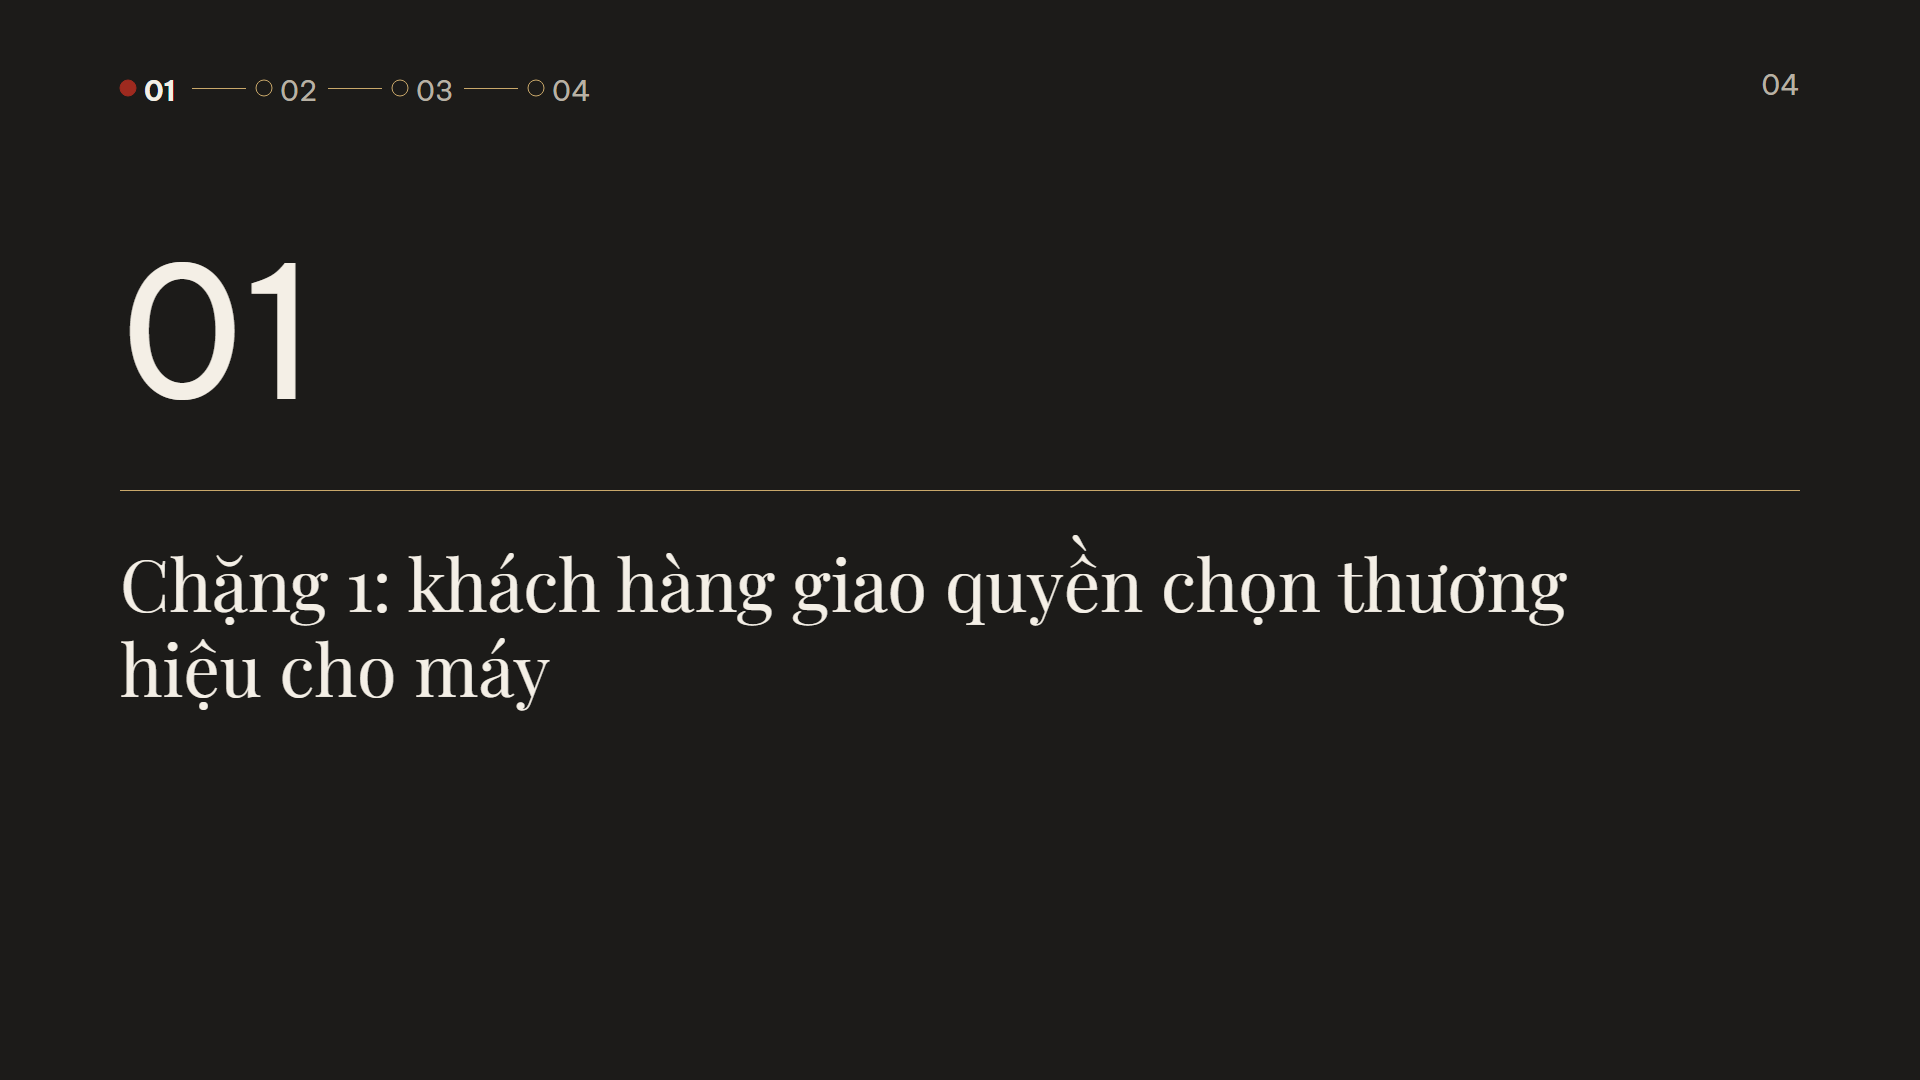 01 02 03 04
04
01
Chặng 1: khách hàng giao quyền chọn thương
hiệu cho máy